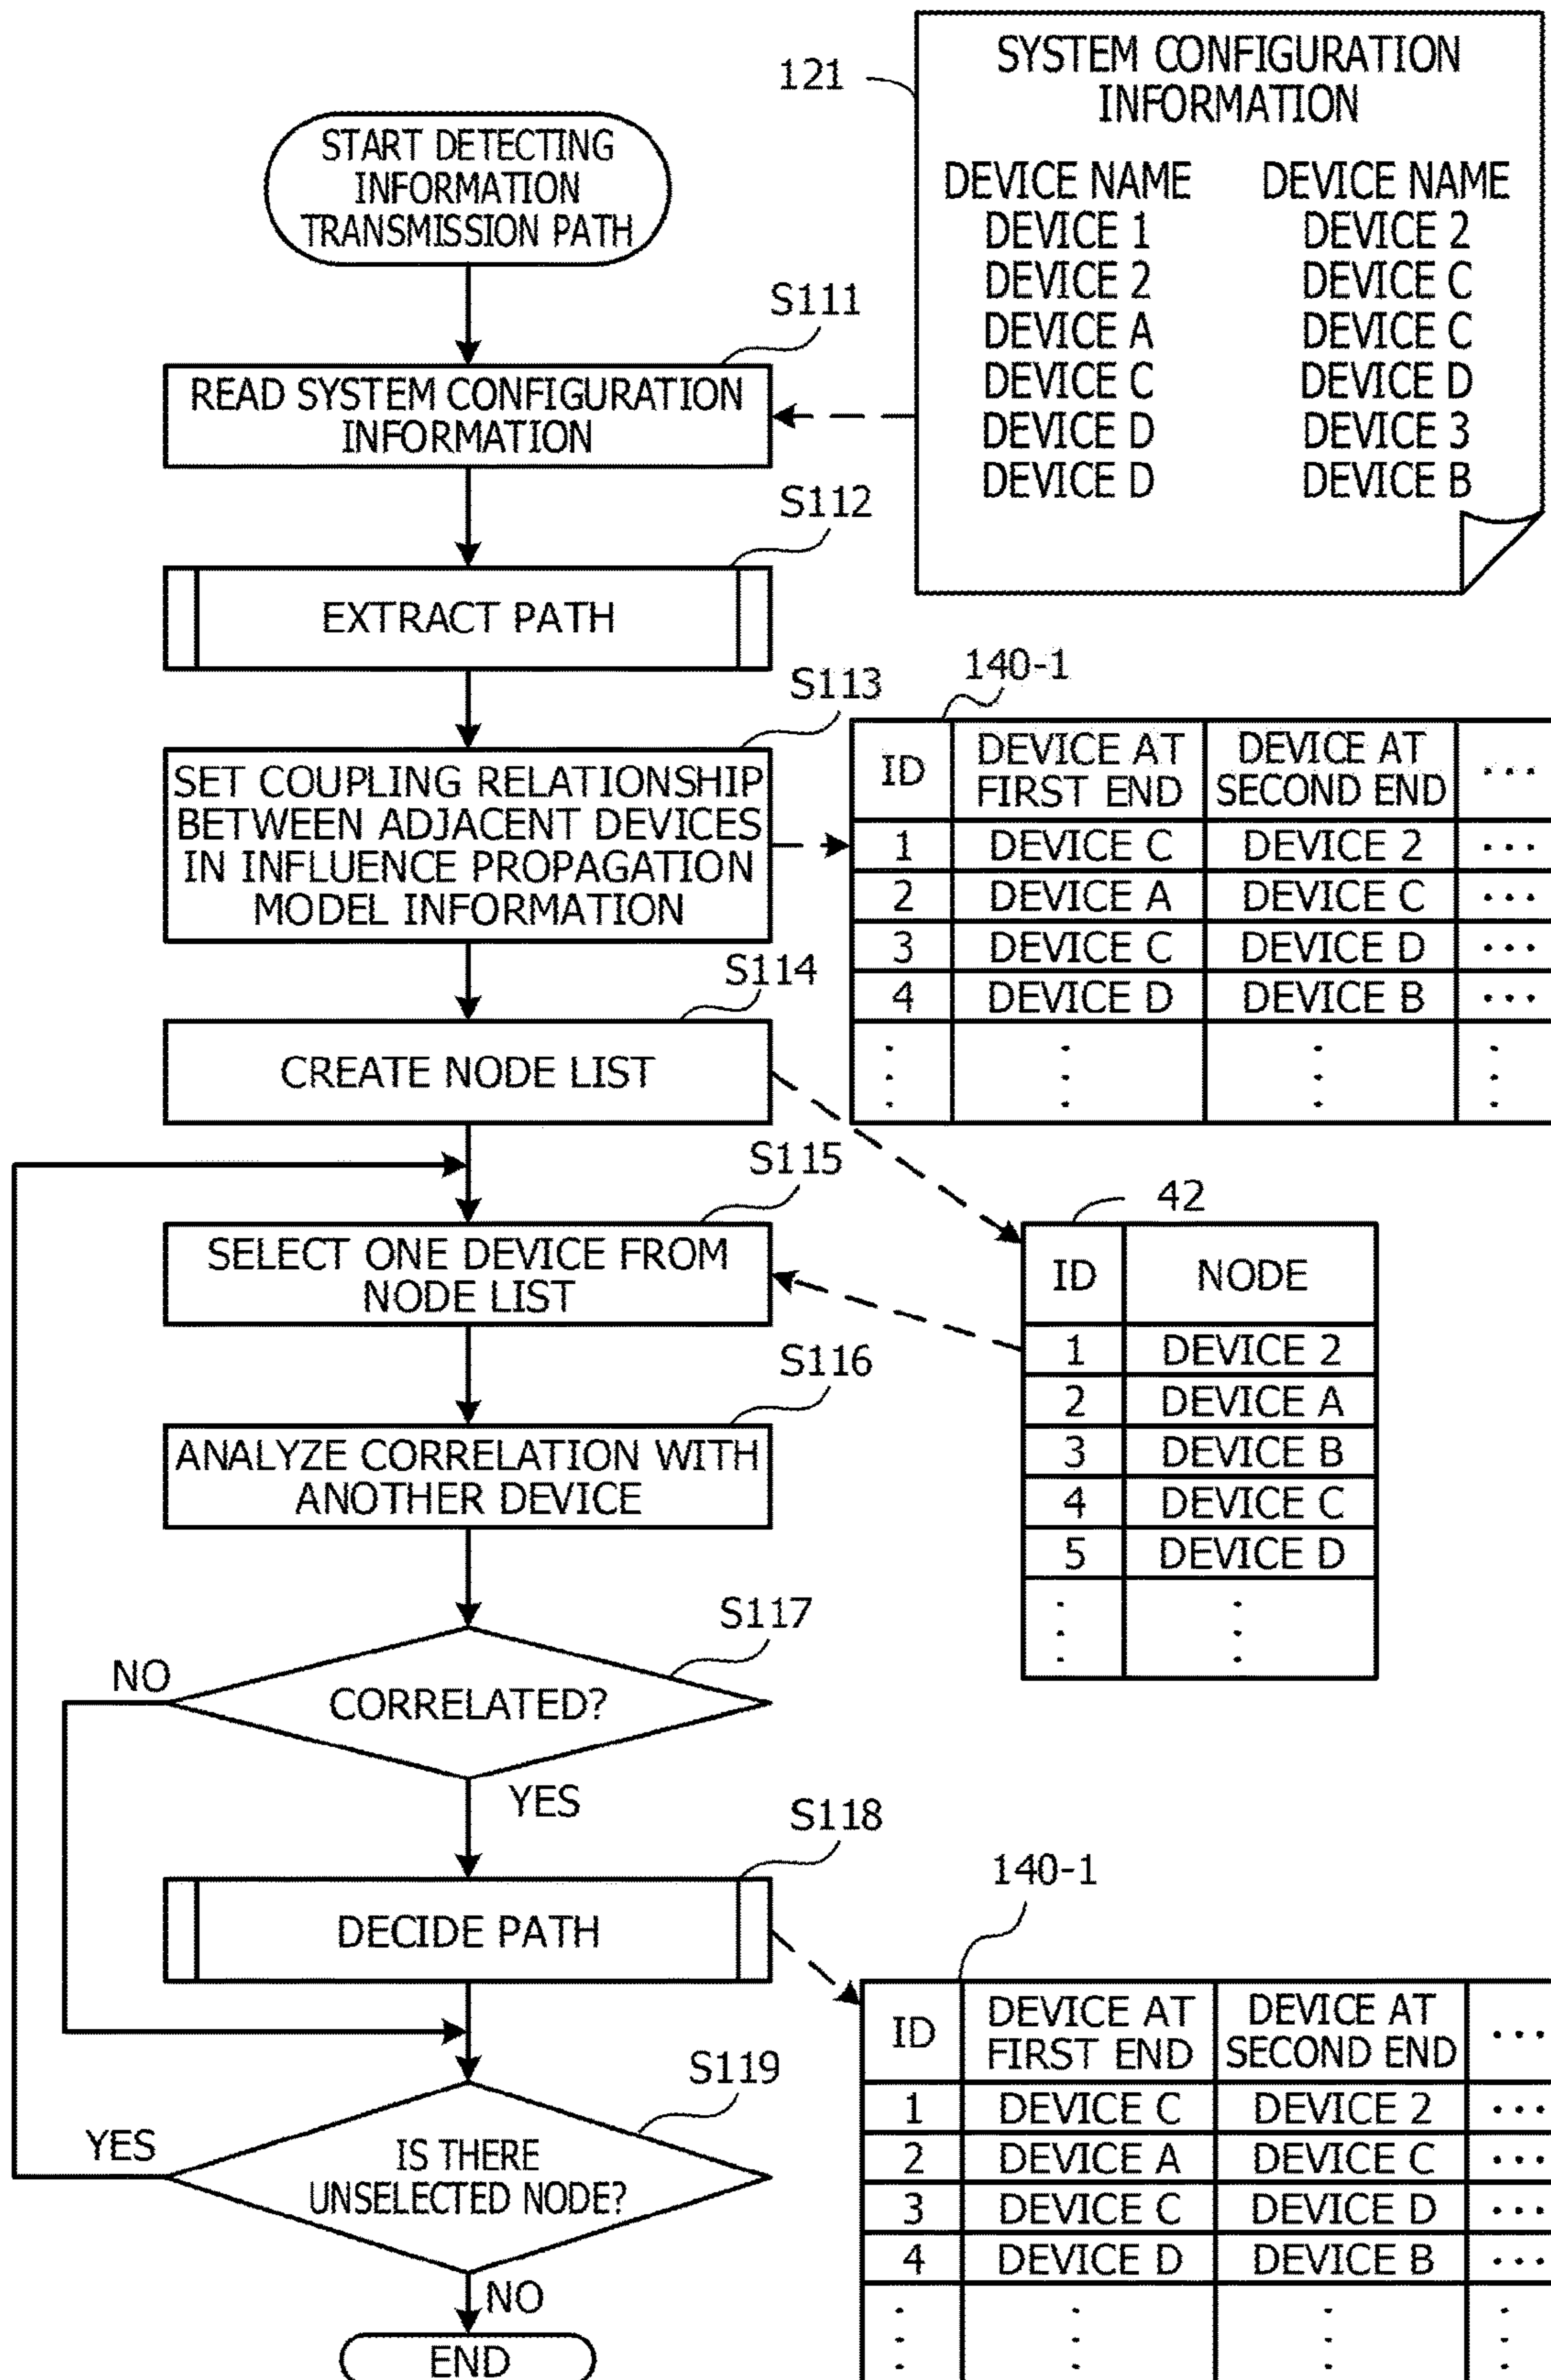 START DETECTING
INFORMATION
TRANSMISSION PATH
121
SYSTEM CONFIGURATION
INFORMATION
DEVICE NAME DEVICE NAME
DEVICE 1 DEVICE 2
DEVICE 2 DEVICE C
DEVICE A DEVICE C
DEVICE C DEVICE D
DEVICE D DEVICE 3
DEVICE D DEVICE B
S111
READ SYSTEM CONFIGURATION
INFORMATION
S112
EXTRACT PATH
S113
SET COUPLING RELATIONSHIP
BETWEEN ADJACENT DEVICES
IN INFLUENCE PROPAGATION
MODEL INFORMATION
140-1
ID DEVICE AT FIRST END DEVICE AT SECOND END ...
1 DEVICE C DEVICE 2 ...
2 DEVICE A DEVICE C ...
3 DEVICE C DEVICE D ...
4 DEVICE D DEVICE B ...
S114
CREATE NODE LIST
S115
SELECT ONE DEVICE FROM
NODE LIST
42
ID NODE
1 DEVICE 2
2 DEVICE A
3 DEVICE B
4 DEVICE C
5 DEVICE D
S116
ANALYZE CORRELATION WITH
ANOTHER DEVICE
S117
CORRELATED?
NO
YES
S118
DECIDE PATH
140-1
ID DEVICE AT FIRST END DEVICE AT SECOND END ...
1 DEVICE C DEVICE 2 ...
2 DEVICE A DEVICE C ...
3 DEVICE C DEVICE D ...
4 DEVICE D DEVICE B ...
S119
IS THERE
UNSELECTED NODE?
YES
NO
END